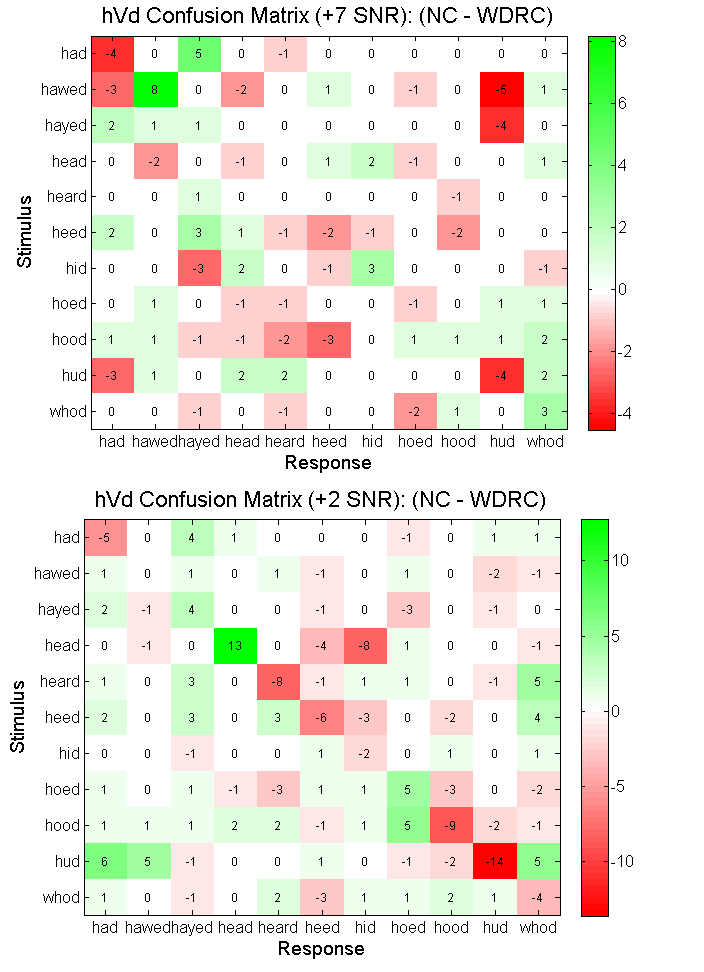 hVd Confusion Matrix (+7 SNR): (NC - WDRC)
had -4 0 5 0 -1 0 0 0 0 0 0
hawed -3 8 0 -2 0 1 0 -1 0 -5 1
hayed 2 1 1 0 0 0 0 0 0 -4 0
head 0 -2 0 -1 0 1 2 -1 0 0 1
heard 0 0 1 0 0 0 0 0 -1 0 0
heed 2 0 3 1 -1 -2 -1 0 -2 0 0
hid 0 0 -3 2 0 -1 3 0 0 0 -1
hoed 0 1 0 -1 -1 0 0 -1 0 1 1
hood 1 1 -1 -1 -2 -3 0 1 1 1 2
hud -3 1 0 2 2 0 0 0 0 -4 2
whod 0 0 -1 0 -1 0 0 -2 1 0 3
had hawed hayed head heard heed hid hoed hood hud whod
Response
Stimulus
8
6
4
2
0
-2
-4
hVd Confusion Matrix (+2 SNR): (NC - WDRC)
had -5 0 4 1 0 0 0 -1 0 1 1
hawed 1 0 1 0 1 -1 0 1 0 -2 -1
hayed 2 -1 4 0 0 -1 0 -3 0 -1 0
head 0 -1 0 13 0 -4 -8 1 0 0 -1
heard 1 0 3 0 -8 -1 1 1 0 -1 5
heed 2 0 3 0 3 -6 -3 0 -2 0 4
hid 0 0 -1 0 0 1 -2 0 1 0 1
hoed 1 0 1 -1 -3 1 1 5 -3 0 -2
hood 1 1 1 2 2 -1 1 5 -9 -2 -1
hud 6 5 -1 0 0 1 0 -1 -2 -14 5
whod 1 0 -1 0 2 -3 1 1 2 1 -4
had hawed hayed head heard heed hid hoed hood hud whod
Response
Stimulus
10
5
0
-5
-10